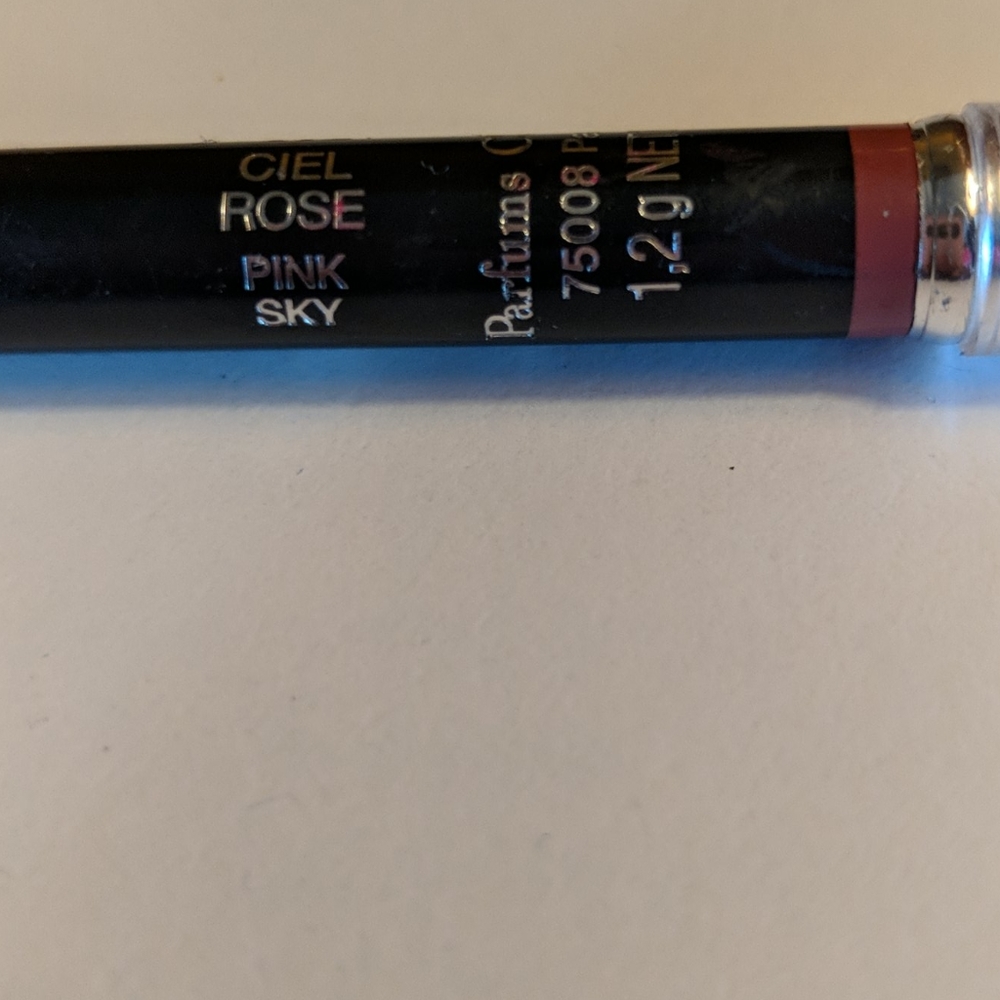 CIEL
ROSE
PINK
SKY
Parfums
75008
1,2 g